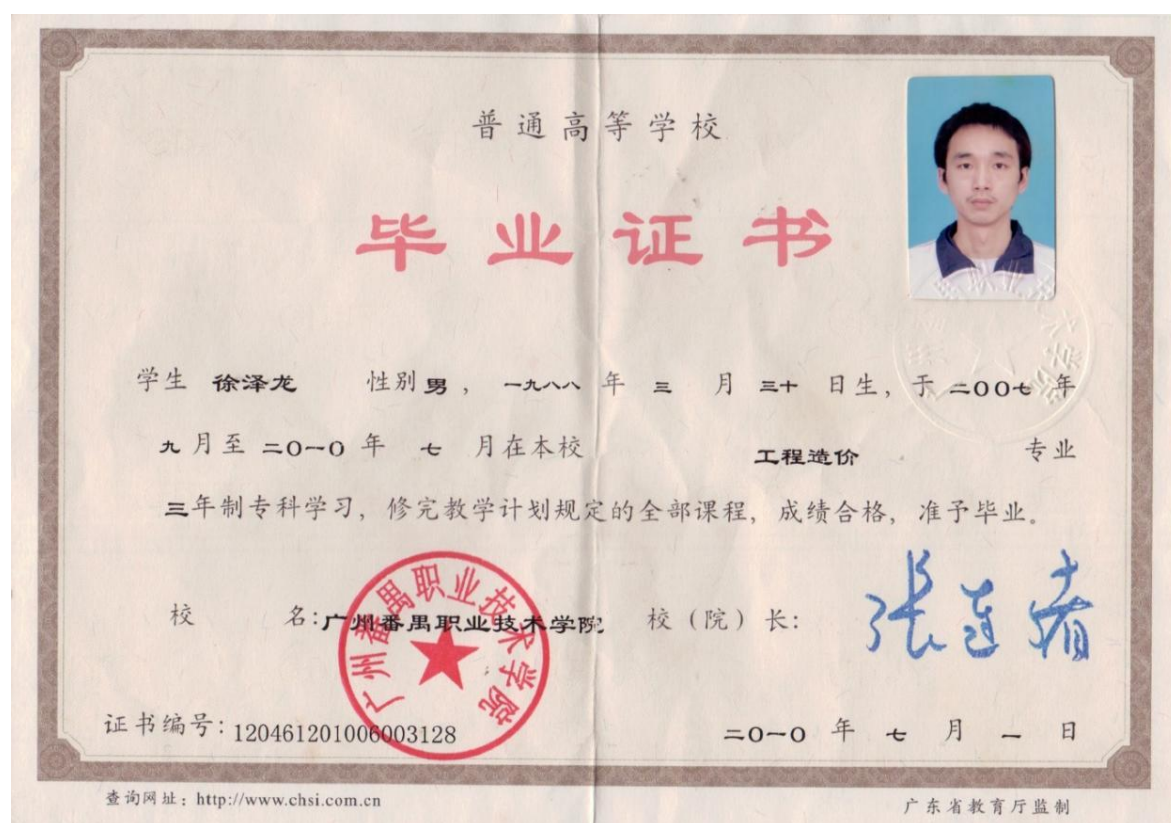 普通高等学校
毕业证书
学生 徐泽龙 性别 男 ， 一九八八 年 三 月 三十 日生，于 二OO七 年
九 月至 二O一O 年 七 月在本校 工程造价 专业
三年制专科学习，修完教学计划规定的全部课程，成绩合格，准予毕业。
校 名：广州番禺职业技术学院 校（院）长：
广州番禺职业技术学院
证书编号：120461201006003128 二O一O 年 七 月 一 日
查询网址：http://www.chsi.com.cn 广东省教育厅监制